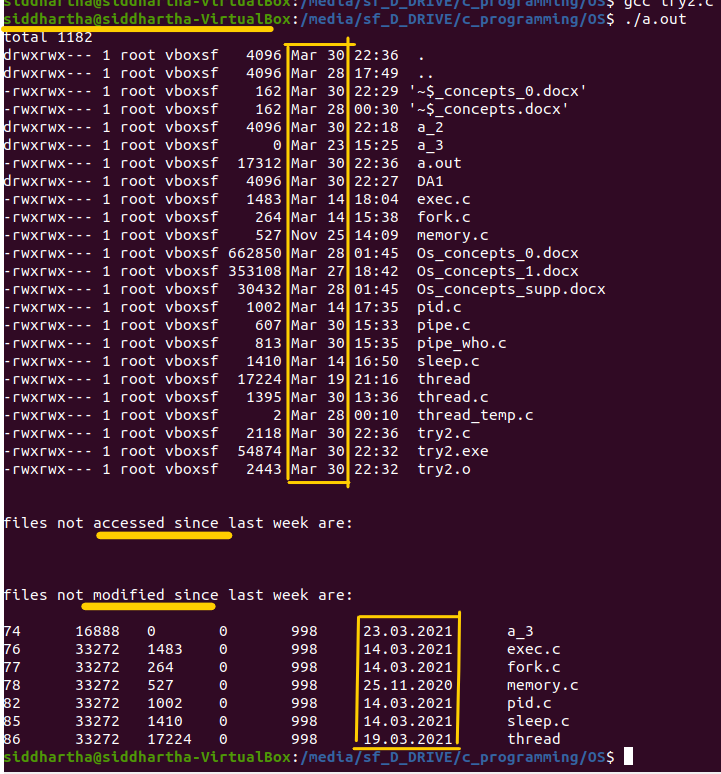 siddhartha@siddhartha-VirtualBox:/media/sf_D_DRIVE/c_programming/OS$ gcc try2.c
siddhartha@siddhartha-VirtualBox:/media/sf_D_DRIVE/c_programming/OS$ ./a.out
total 1182
drwxrwx--- 1 root vboxsf   4096 Mar 30 22:36  .
drwxrwx--- 1 root vboxsf   4096 Mar 28 17:49  ..
-rwxrwx--- 1 root vboxsf    162 Mar 30 22:29 '~$_concepts_0.docx'
-rwxrwx--- 1 root vboxsf    162 Mar 28 00:30 '~$_concepts.docx'
drwxrwx--- 1 root vboxsf   4096 Mar 30 22:18  a_2
drwxrwx--- 1 root vboxsf      0 Mar 23 15:25  a_3
-rwxrwx--- 1 root vboxsf  17312 Mar 30 22:36  a.out
drwxrwx--- 1 root vboxsf   4096 Mar 30 22:27  DA1
-rwxrwx--- 1 root vboxsf   1483 Mar 14 18:04  exec.c
-rwxrwx--- 1 root vboxsf    264 Mar 14 15:38  fork.c
-rwxrwx--- 1 root vboxsf    527 Nov 25 14:09  memory.c
-rwxrwx--- 1 root vboxsf 662850 Mar 28 01:45  Os_concepts_0.docx
-rwxrwx--- 1 root vboxsf 353108 Mar 27 18:42  Os_concepts_1.docx
-rwxrwx--- 1 root vboxsf  30432 Mar 28 01:45  Os_concepts_supp.docx
-rwxrwx--- 1 root vboxsf   1002 Mar 14 17:35  pid.c
-rwxrwx--- 1 root vboxsf    607 Mar 30 15:33  pipe.c
-rwxrwx--- 1 root vboxsf    813 Mar 30 15:35  pipe_who.c
-rwxrwx--- 1 root vboxsf   1410 Mar 14 16:50  sleep.c
-rwxrwx--- 1 root vboxsf  17224 Mar 19 21:16  thread
-rwxrwx--- 1 root vboxsf   1395 Mar 30 13:36  thread.c
-rwxrwx--- 1 root vboxsf      2 Mar 28 00:10  thread_temp.c
-rwxrwx--- 1 root vboxsf   2118 Mar 30 22:36  try2.c
-rwxrwx--- 1 root vboxsf  54874 Mar 30 22:32  try2.exe
-rwxrwx--- 1 root vboxsf   2443 Mar 30 22:32  try2.o
files not accessed since last week are:
files not modified since last week are:
74 16888 0 0 998 23.03.2021 a_3
76 33272 1483 0 998 14.03.2021 exec.c
77 33272 264 0 998 14.03.2021 fork.c
78 33272 527 0 998 25.11.2020 memory.c
82 33272 1002 0 998 14.03.2021 pid.c
85 33272 1410 0 998 14.03.2021 sleep.c
86 33272 17224 0 998 19.03.2021 thread
siddhartha@siddhartha-VirtualBox:/media/sf_D_DRIVE/c_programming/OS$